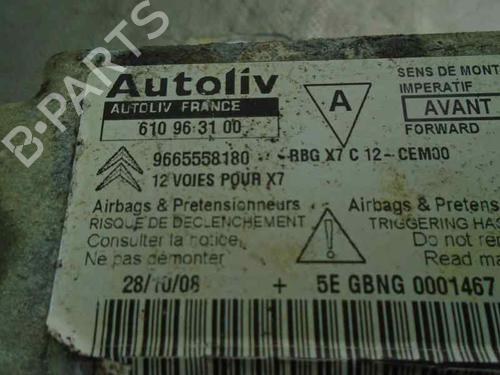 B-PARTS
Autoliv
AUTOLIV FRANCE
610 96 31 00
A
SENS DE MONT
IMPERATIF
AVANT
FORWARD
9665558180 RBG X7 C 12-CEM00
12 VOIES POUR X7
Airbags & Pretensionneurs
RISQUE DE DECLENCHEMENT
Consulter la notice,
Ne pas démonter
Airbags & Pretens
TRIGGERING HAS
Do not re
Read ma
28/10/08 + 5E GBNG 0001467